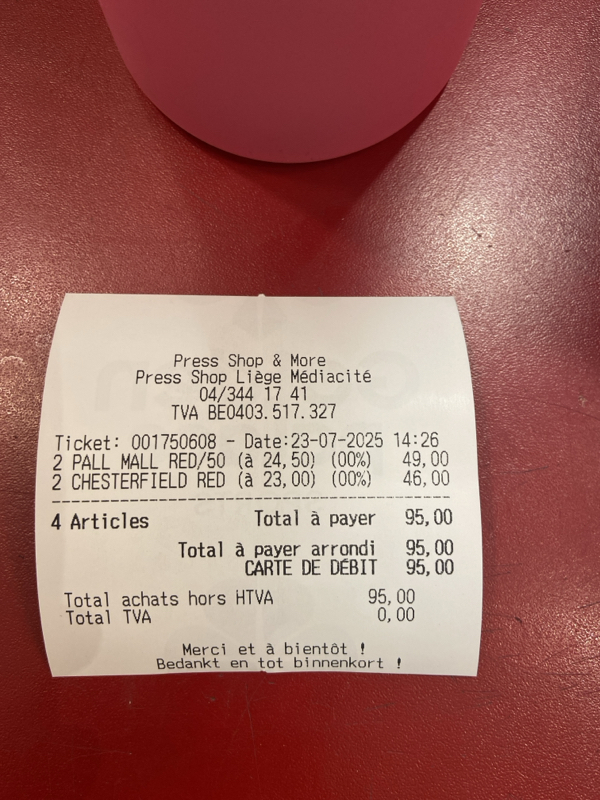 Press Shop & More
Press Shop Liège Médiacité
04/344 17 41
TVA BE0403.517.327
Ticket: 001750608 - Date:23-07-2025 14:26
2 PALL MALL RED/50 (à 24,50) (00%) 49,00
2 CHESTERFIELD RED (à 23,00) (00%) 46,00
4 Articles Total à payer 95,00
Total à payer arrondi 95,00
CARTE DE DÉBIT 95,00
Total achats hors HTVA 95,00
Total TVA 0,00
Merci et à bientôt !
Bedankt en tot binnenkort !